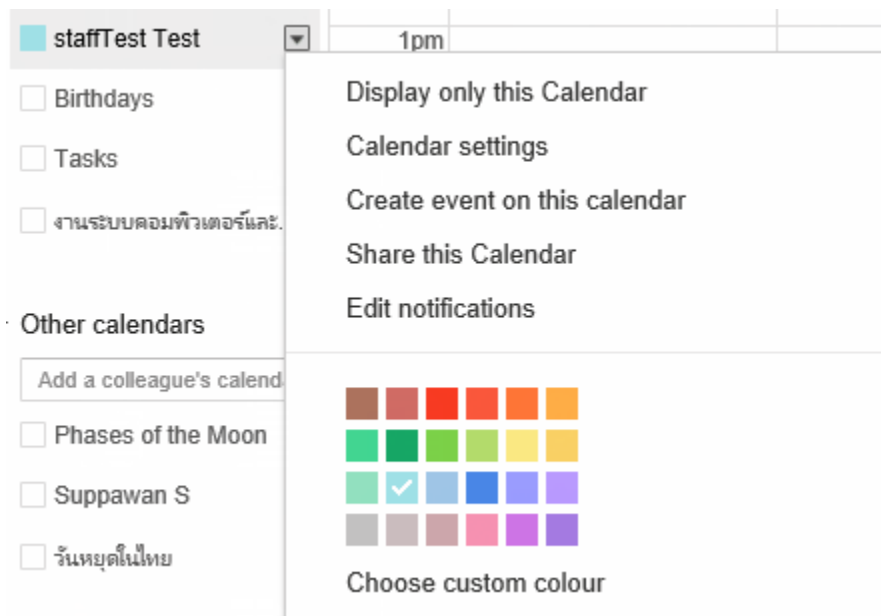 staffTest Test
1pm
Birthdays
Tasks
งานระบบคอมพิวเตอร์และ.
Other calendars
Add a colleague's calend
Phases of the Moon
Suppawan S
วันหยุดในไทย
Display only this Calendar
Calendar settings
Create event on this calendar
Share this Calendar
Edit notifications
Choose custom colour